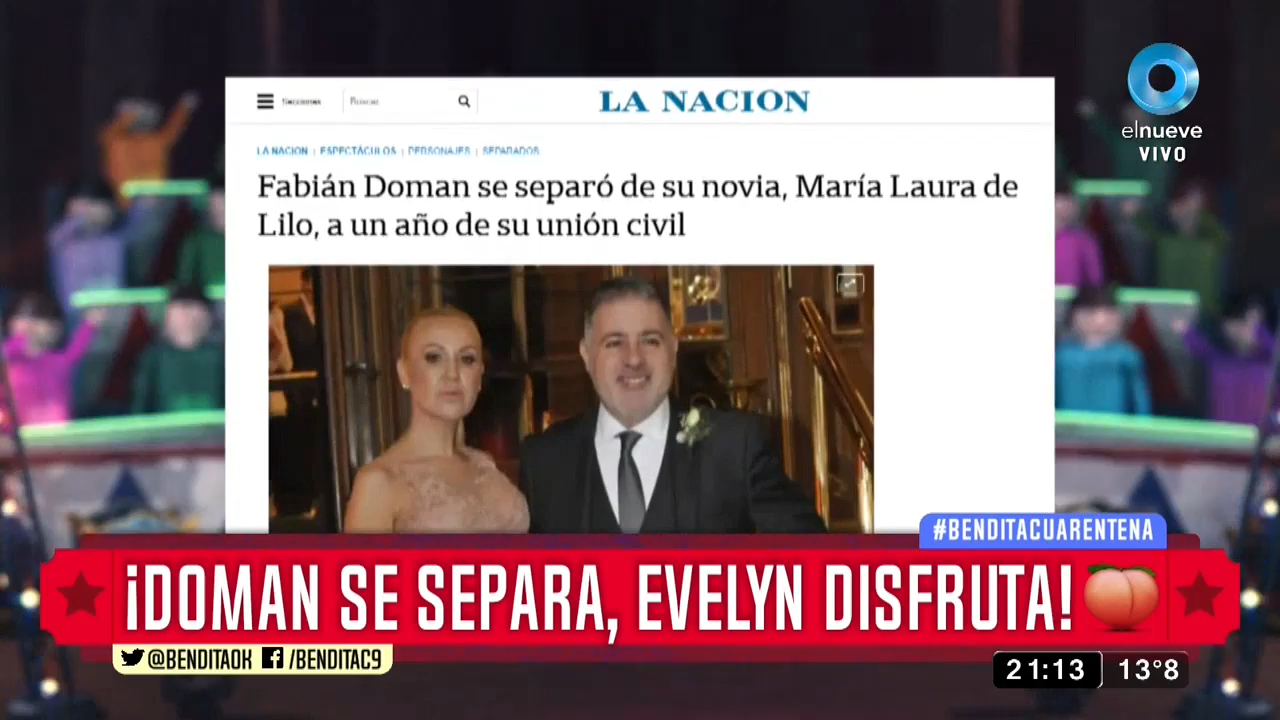 LA NACION
elnueve
VIVO
LA NACION | ESPECTÁCULOS | PERSONAJES | SEPARADOS
Fabián Doman se separó de su novia, María Laura de
Lilo, a un año de su unión civil
#BENDITACUARENTENA
¡DOMAN SE SEPARA, EVELYN DISFRUTA!🍑
@BENDITAOK /BENDITAC9
21:13 13°8